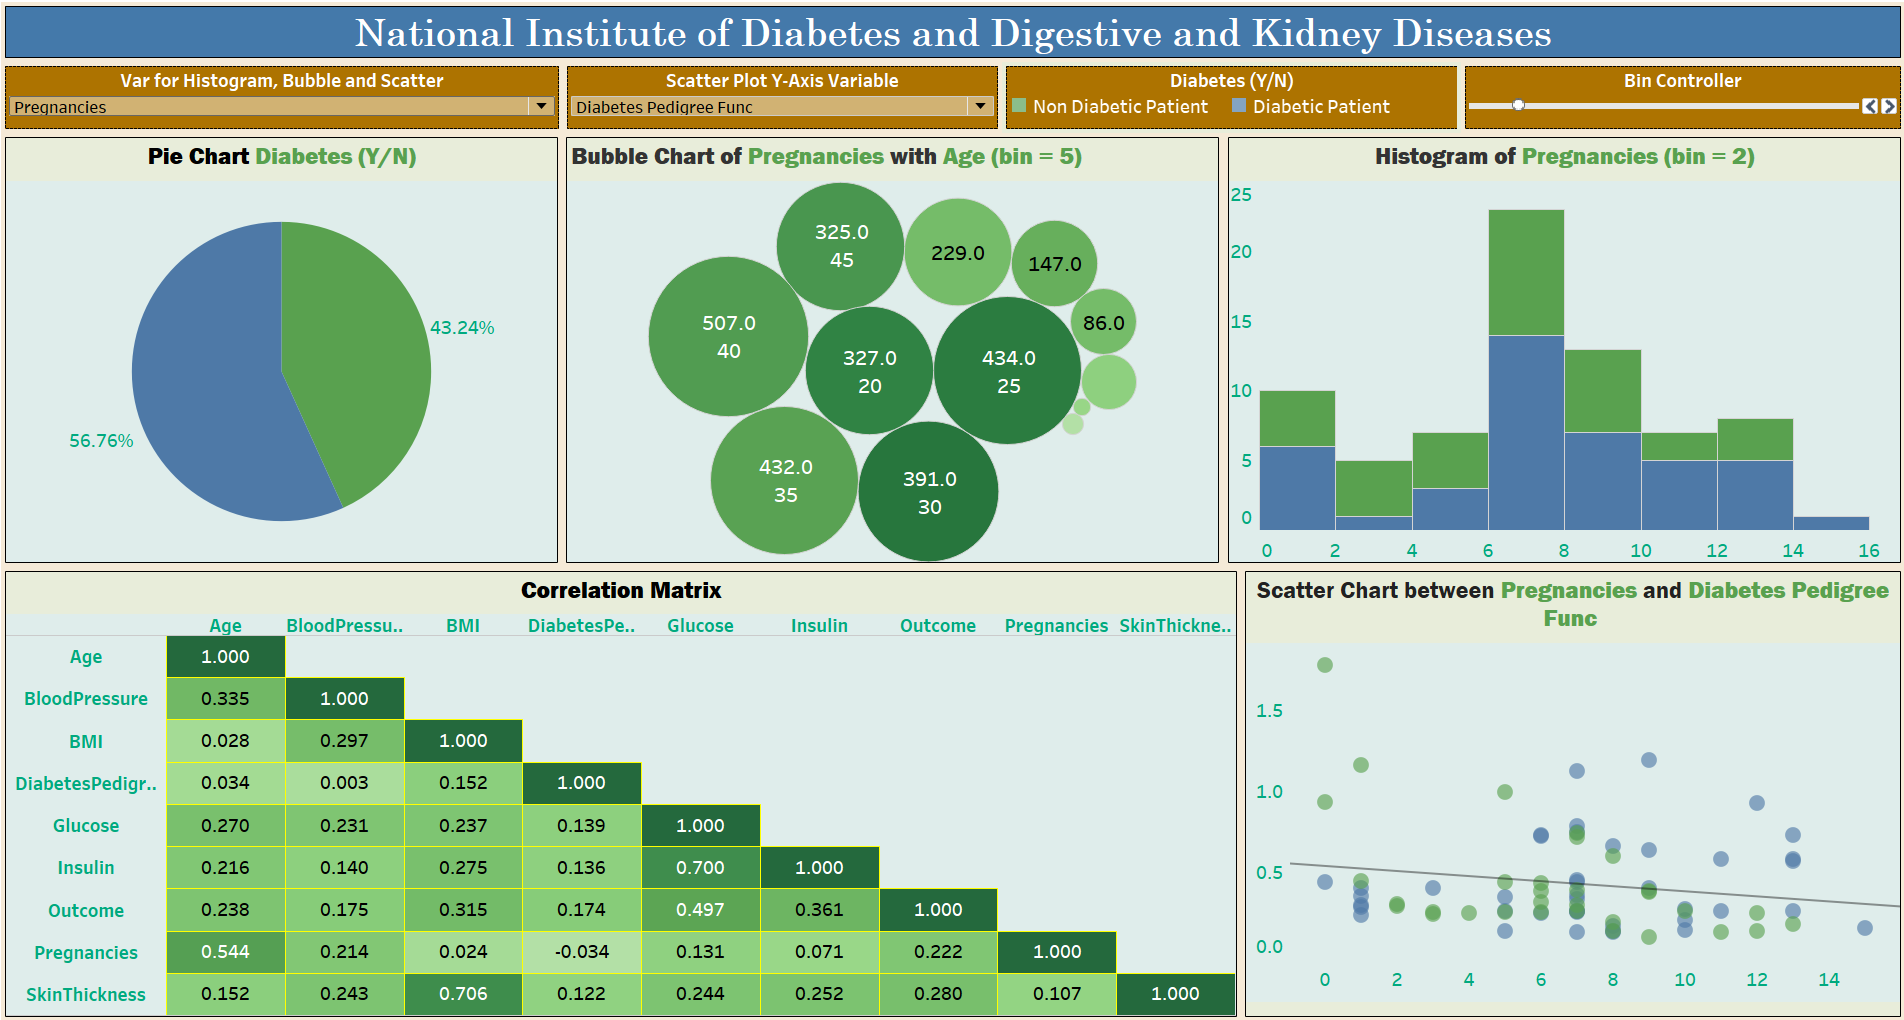 National Institute of Diabetes and Digestive and Kidney Diseases
Var for Histogram, Bubble and Scatter
Pregnancies
Scatter Plot Y-Axis Variable
Diabetes Pedigree Func
Diabetes (Y/N)
Non Diabetic Patient Diabetic Patient
Bin Controller
Pie Chart Diabetes (Y/N)
43.24%
56.76%
Bubble Chart of Pregnancies with Age (bin = 5)
325.0
45
229.0
147.0
507.0
40
86.0
327.0
20
434.0
25
432.0
35
391.0
30
Histogram of Pregnancies (bin = 2)
25
20
15
10
5
0
0 2 4 6 8 10 12 14 16
Correlation Matrix
Age BloodPressu.. BMI DiabetesPe.. Glucose Insulin Outcome Pregnancies SkinThickne..
Age 1.000
BloodPressure 0.335 1.000
BMI 0.028 0.297 1.000
DiabetesPedigr.. 0.034 0.003 0.152 1.000
Glucose 0.270 0.231 0.237 0.139 1.000
Insulin 0.216 0.140 0.275 0.136 0.700 1.000
Outcome 0.238 0.175 0.315 0.174 0.497 0.361 1.000
Pregnancies 0.544 0.214 0.024 -0.034 0.131 0.071 0.222 1.000
SkinThickness 0.152 0.243 0.706 0.122 0.244 0.252 0.280 0.107 1.000
Scatter Chart between Pregnancies and Diabetes Pedigree
Func
1.5
1.0
0.5
0.0
0 2 4 6 8 10 12 14